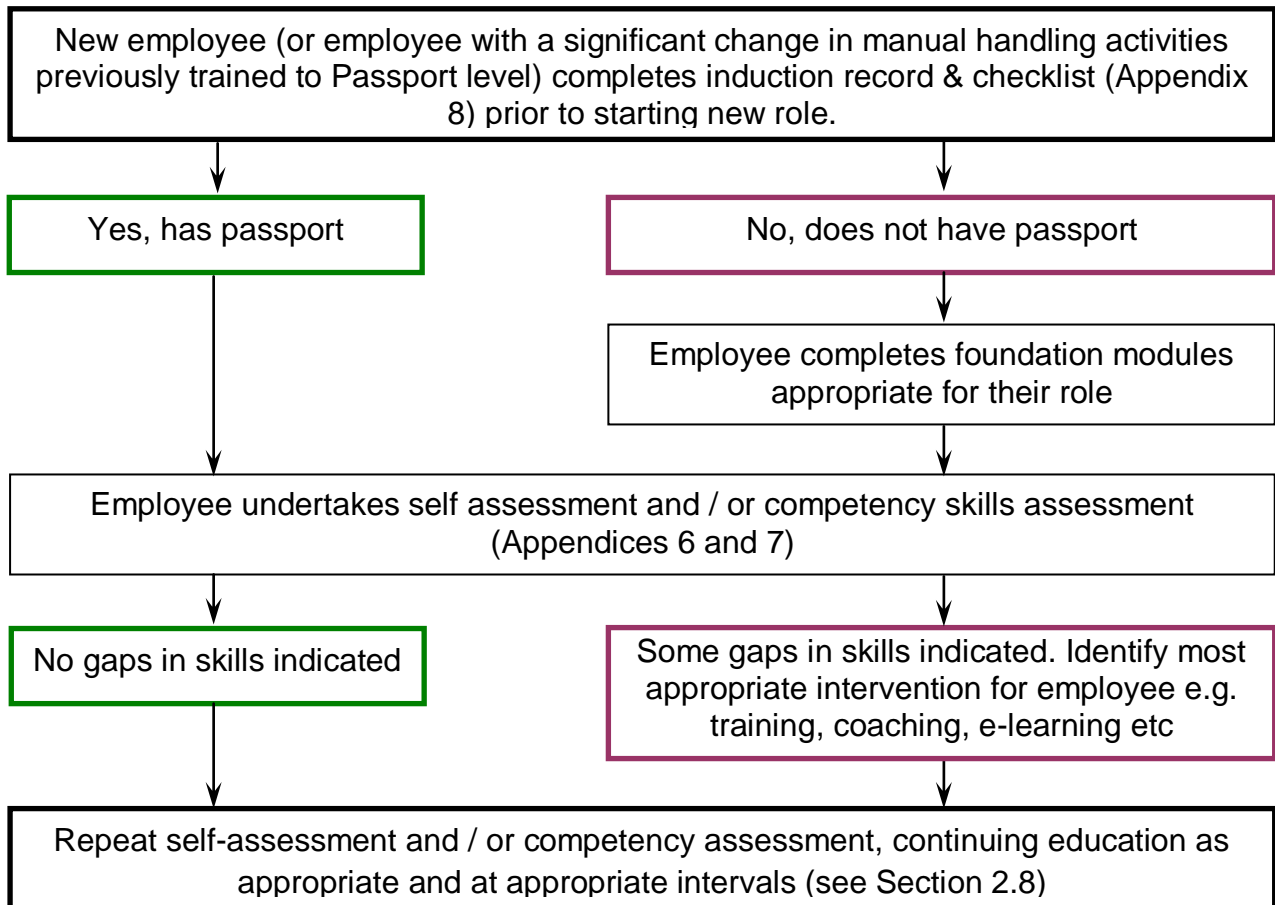 New employee (or employee with a significant change in manual handling activities
previously trained to Passport level) completes induction record & checklist (Appendix
8) prior to starting new role.
Yes, has passport
No, does not have passport
Employee completes foundation modules
appropriate for their role
Employee undertakes self assessment and / or competency skills assessment
(Appendices 6 and 7)
No gaps in skills indicated
Some gaps in skills indicated. Identify most
appropriate intervention for employee e.g.
training, coaching, e-learning etc
Repeat self-assessment and / or competency assessment, continuing education as
appropriate and at appropriate intervals (see Section 2.8)